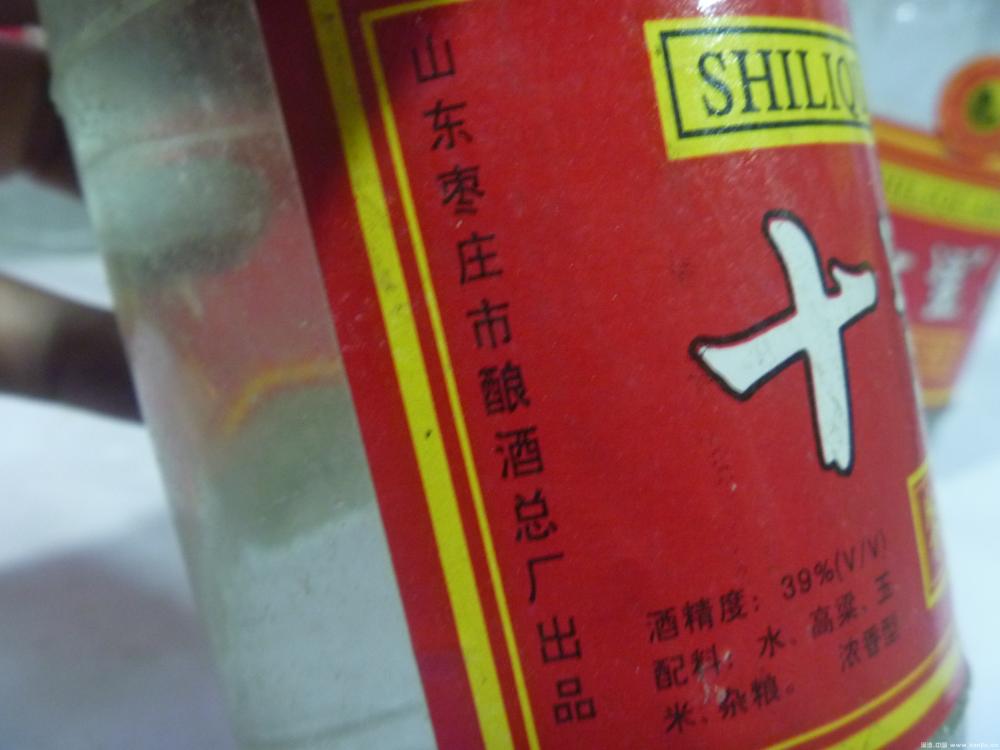 山东枣庄市酿酒总厂出品
SHILIQ
十
酒精度：39%(V/V)
配料：水、高粱、玉
米、杂粮。 浓香型